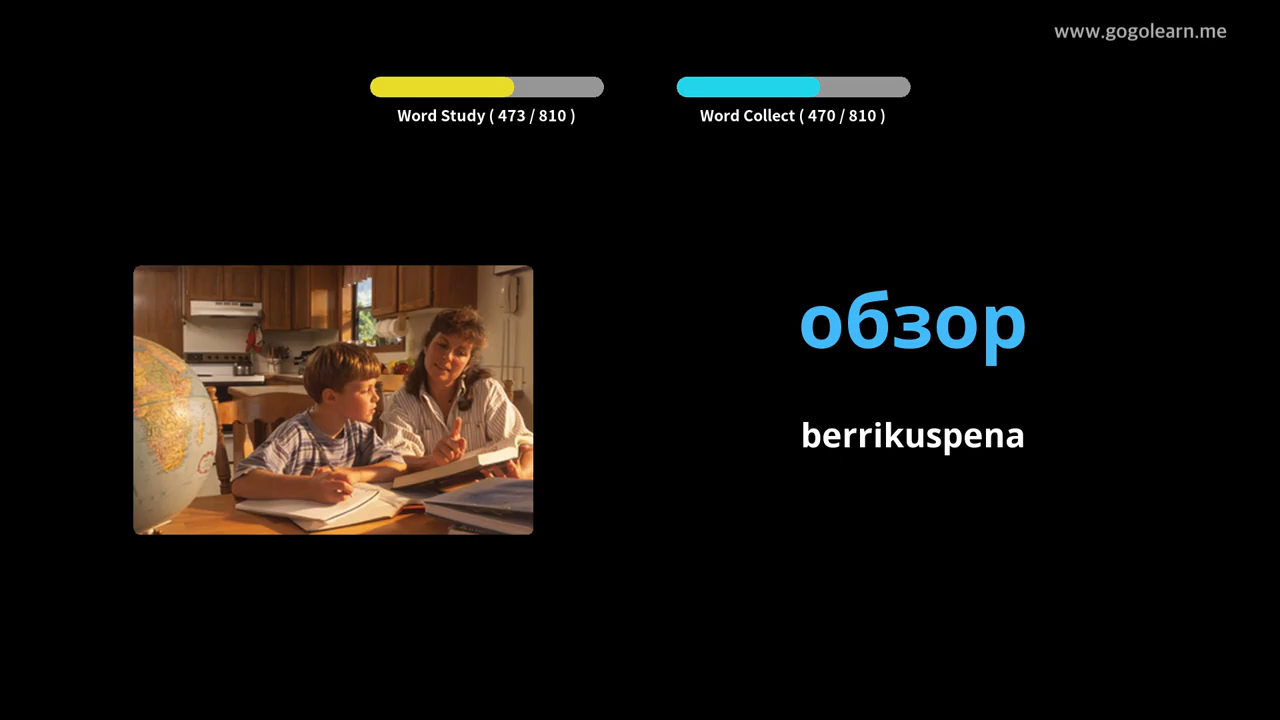 www.gogolearn.me
Word Study ( 473 / 810 )
Word Collect ( 470 / 810 )
обзор
berrikuspena